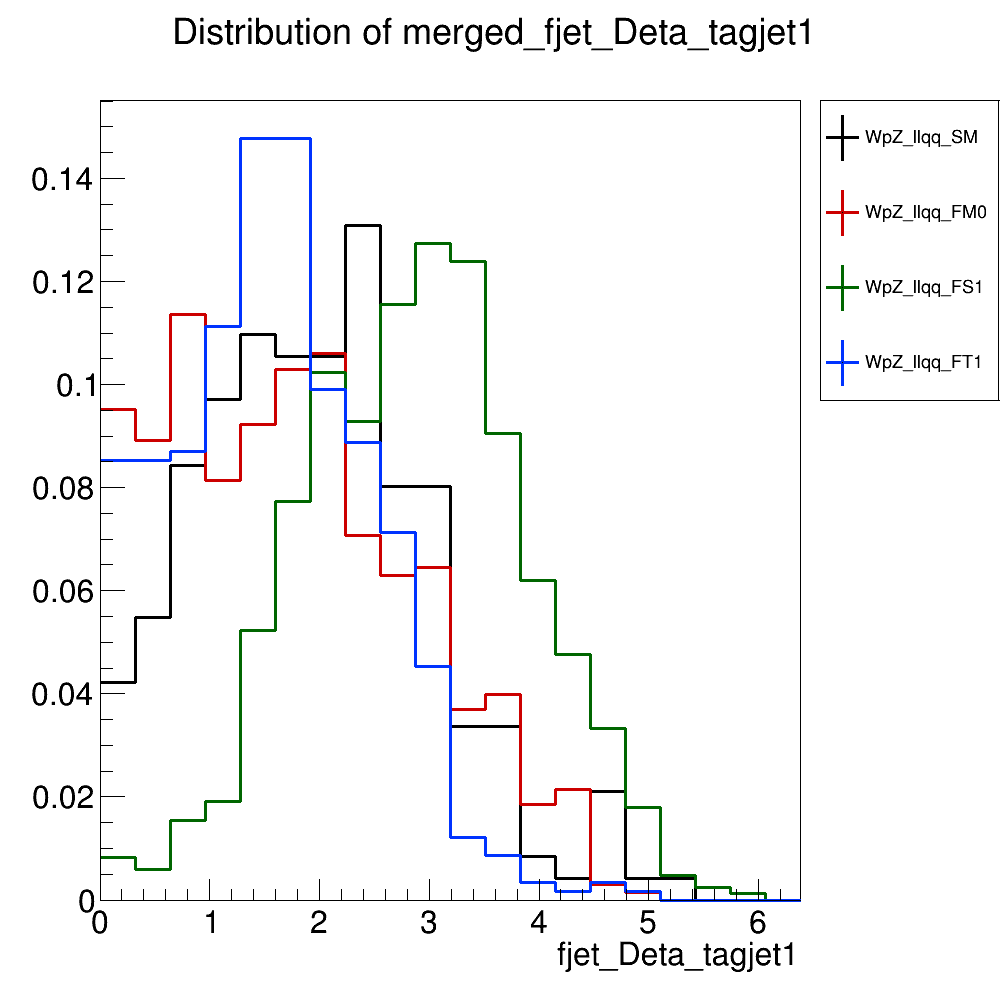 Distribution of merged_fjet_Deta_tagjet1
WpZ_llqq_SM
WpZ_llqq_FM0
WpZ_llqq_FS1
WpZ_llqq_FT1
0.14
0.12
0.1
0.08
0.06
0.04
0.02
0
0 1 2 3 4 5 6
fjet_Deta_tagjet1